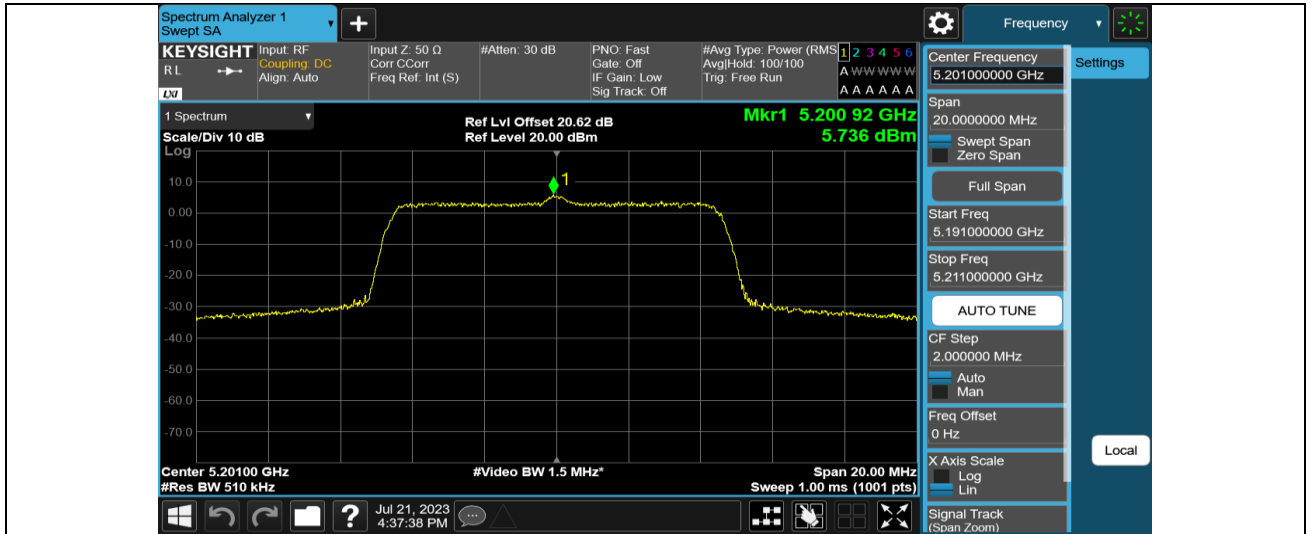 Spectrum Analyzer 1
Swept SA
+
Frequency
KEYSIGHT
RL
LXI
Input: RF
Coupling: DC
Align: Auto
Input Z: 50 Ω
Corr CCorr
Freq Ref: Int (S)
#Atten: 30 dB
PNO: Fast
Gate: Off
IF Gain: Low
Sig Track: Off
#Avg Type: Power (RMS
Avg|Hold: 100/100
Trig: Free Run
1 2 3 4 5 6
A W W W W W
A A A A A A
1 Spectrum
Scale/Div 10 dB
Log
Ref Lvl Offset 20.62 dB
Ref Level 20.00 dBm
Mkr1 5.200 92 GHz
5.736 dBm
1
10.0
0.00
-10.0
-20.0
-30.0
-40.0
-50.0
-60.0
-70.0
Center 5.20100 GHz
#Res BW 510 kHz
#Video BW 1.5 MHz*
Span 20.00 MHz
Sweep 1.00 ms (1001 pts)
Center Frequency
5.201000000 GHz
Settings
Span
20.0000000 MHz
Swept Span
Zero Span
Full Span
Start Freq
5.191000000 GHz
Stop Freq
5.211000000 GHz
AUTO TUNE
CF Step
2.000000 MHz
Auto
Man
Freq Offset
0 Hz
X Axis Scale
Log
Lin
Local
Signal Track
(Span Zoom)
?
Jul 21, 2023
4:37:38 PM